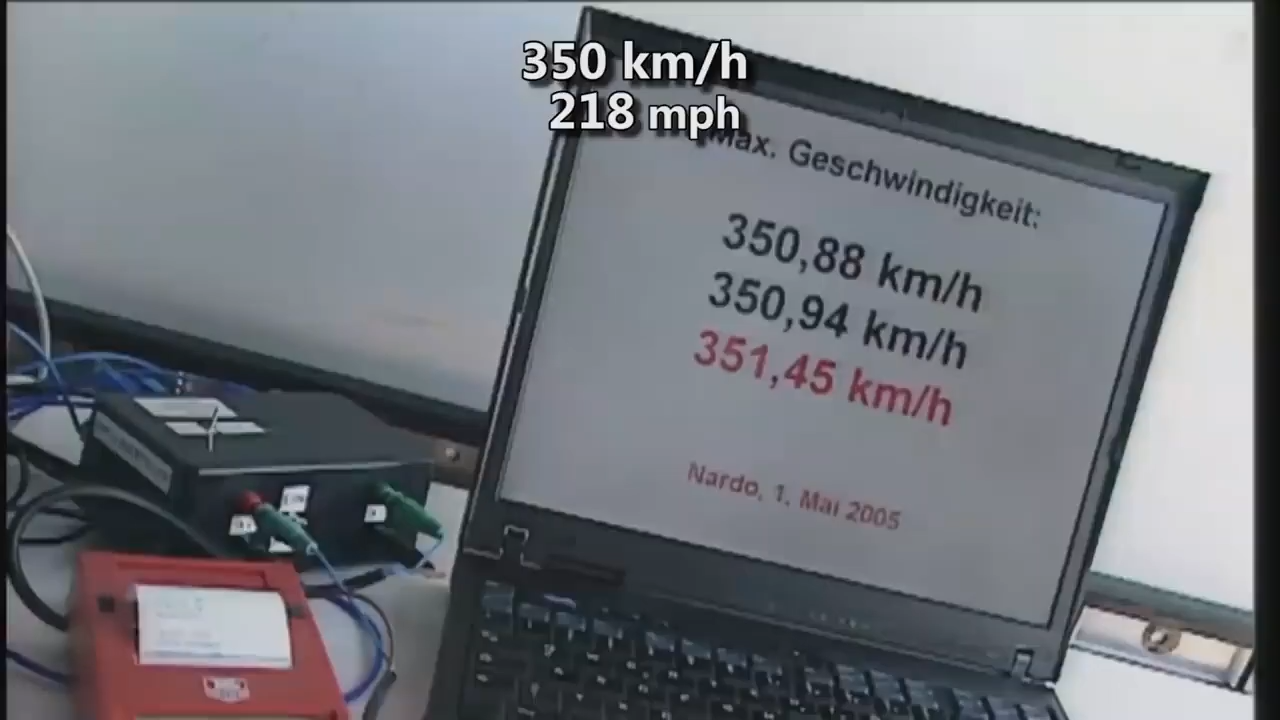 350 km/h
218 mph
Max. Geschwindigkeit:
350,88 km/h
350,94 km/h
351,45 km/h
Nardo, 1. Mai 2005